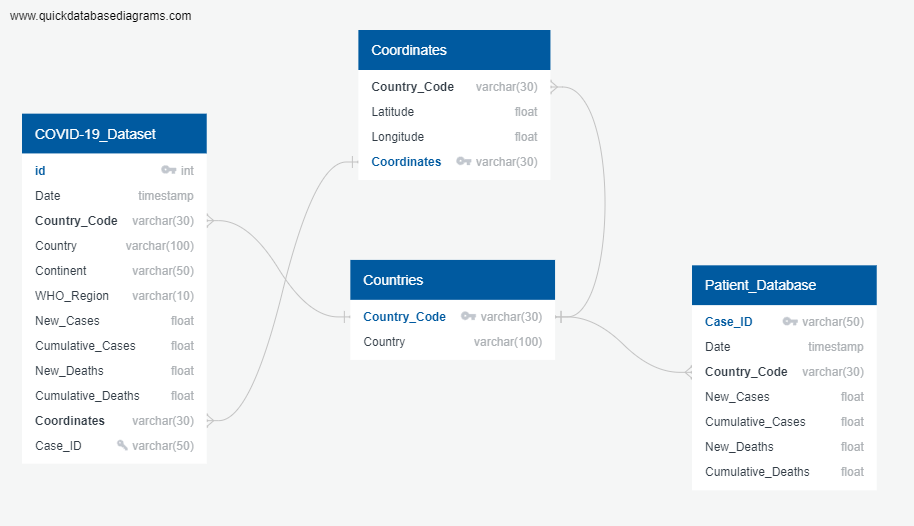 www.quickdatabasediagrams.com
Coordinates
Country_Code varchar(30)
Latitude float
Longitude float
Coordinates varchar(30)
COVID-19_Dataset
id int
Date timestamp
Country_Code varchar(30)
Country varchar(100)
Continent varchar(50)
WHO_Region varchar(10)
New_Cases float
Cumulative_Cases float
New_Deaths float
Cumulative_Deaths float
Coordinates varchar(30)
Case_ID varchar(50)
Countries
Country_Code varchar(30)
Country varchar(100)
Patient_Database
Case_ID varchar(50)
Date timestamp
Country_Code varchar(30)
New_Cases float
Cumulative_Cases float
New_Deaths float
Cumulative_Deaths float